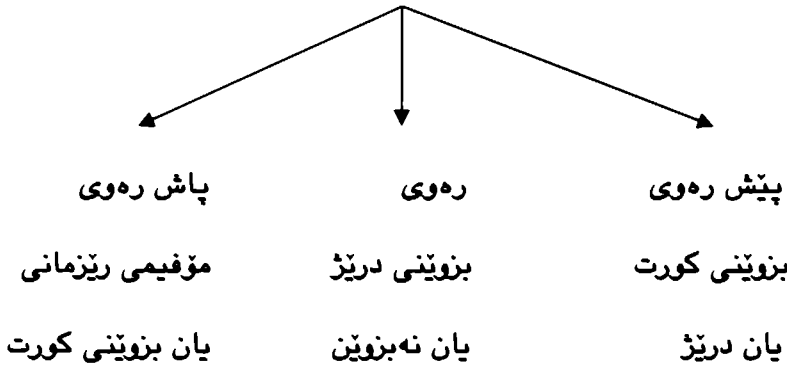 پێش رەوی رەوی پاش رەوی
بزوێنی کورت بزوێنی درێژ مۆفیمی رێزمانی
یان درێژ یان نەبزوێن یان بزوێنی کورت